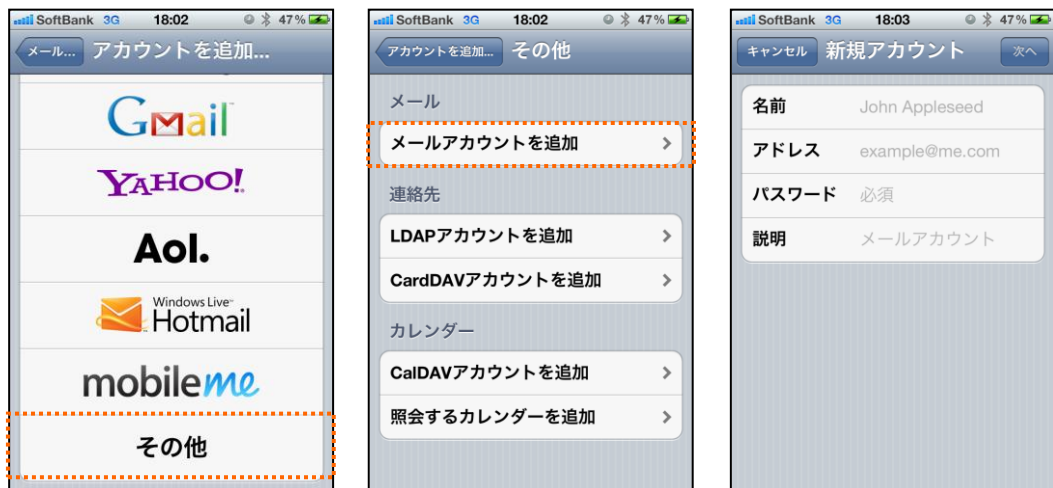 SoftBank 3G 18:02 47%
メール... アカウントを追加...
Gmail
YAHOO!
Aol.
Windows Live
Hotmail
mobileme
その他
SoftBank 3G 18:02 47%
アカウントを追加... その他
メール
メールアカウントを追加
連絡先
LDAPアカウントを追加
CardDAVアカウントを追加
カレンダー
CalDAVアカウントを追加
照会するカレンダーを追加
SoftBank 3G 18:03 47%
キャンセル 新規アカウント 次へ
名前 John Appleseed
アドレス example@me.com
パスワード 必須
説明 メールアカウント